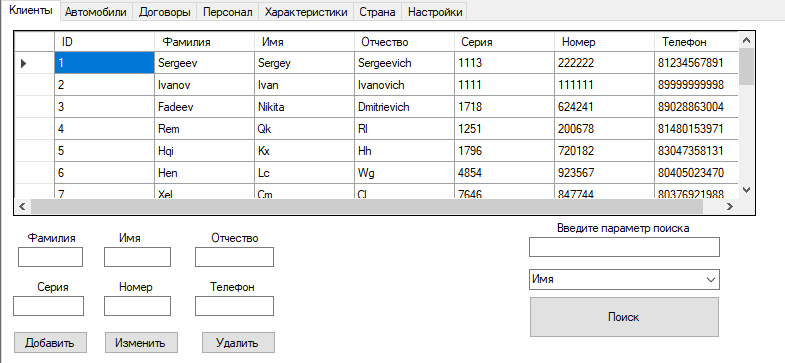 Клиенты Автомобили Договоры Персонал Характеристики Страна Настройки
ID Фамилия Имя Отчество Серия Номер Телефон
1 Sergeev Sergey Sergeevich 1113 222222 81234567891
2 Ivanov Ivan Ivanovich 1111 111111 89999999998
3 Fadeev Nikita Dmitrievich 1718 624241 89028863004
4 Rem Qk Rl 1251 200678 81480153971
5 Hqi Kx Hh 1796 720182 83047358131
6 Hen Lc Wg 4854 923567 80405023470
7 Xel Cm Cl 7646 847744 80376921988
Фамилия Имя Отчество
Введите параметр поиска
Имя
Серия Номер Телефон
Поиск
Добавить Изменить Удалить